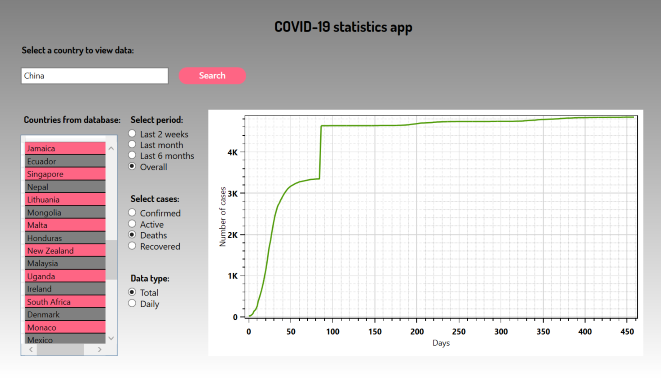 COVID-19 statistics app
Select a country to view data:
China
Search
Countries from database:
Jamaica
Ecuador
Singapore
Nepal
Lithuania
Mongolia
Malta
Honduras
New Zealand
Malaysia
Uganda
Ireland
South Africa
Denmark
Monaco
Mexico
Select period:
Last 2 weeks
Last month
Last 6 months
Overall
Select cases:
Confirmed
Active
Deaths
Recovered
Data type:
Total
Daily
Number of cases
4K
3K
2K
1K
0
0 50 100 150 200 250 300 350 400 450
Days